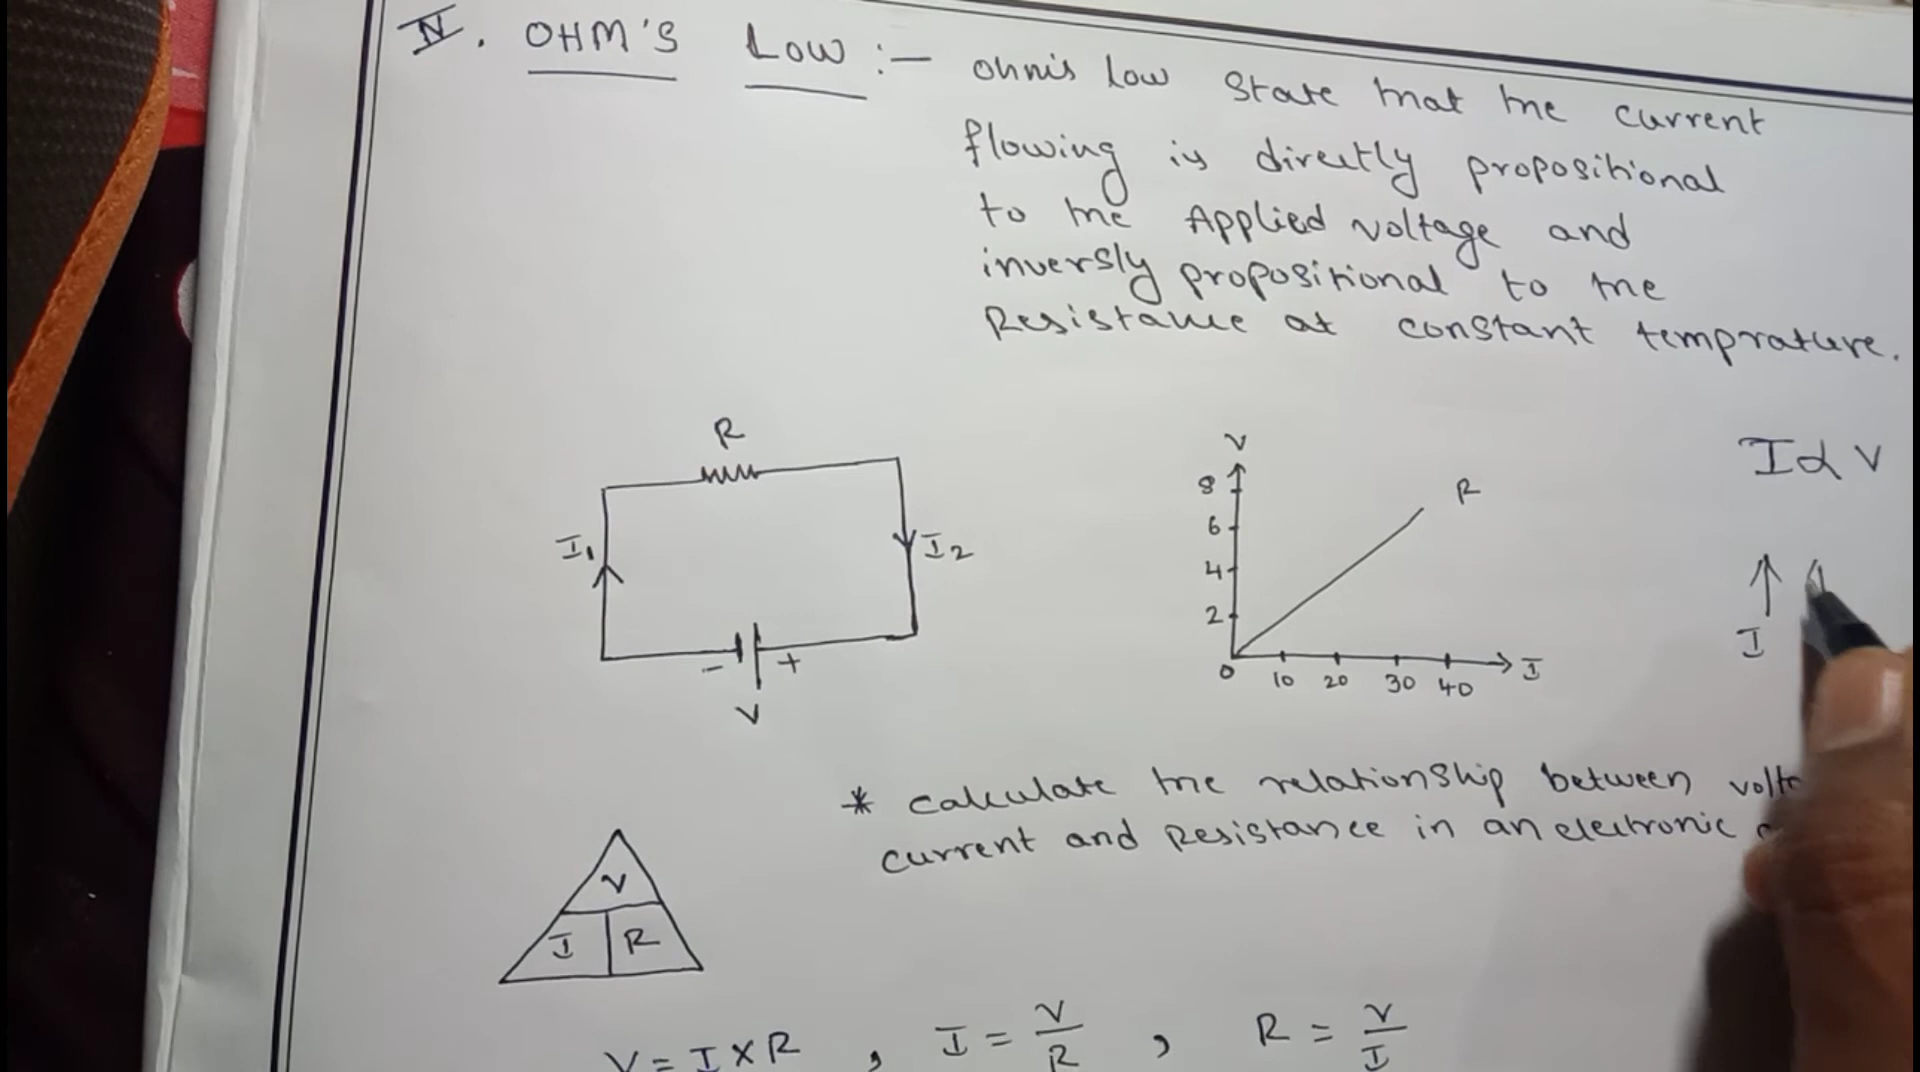 IV. OHM'S Low :- ohm's low state that the current
flowing is directly propositional
to the Applied voltage and
inversly propositional to the
Resistance at constant temprature.
R
I1
I2
- +
V
V
8
6
4
2
0 10 20 30 40 I
R
I α V
I
* calculate the relationship between
current and Resistance in an electronic
V
I R
V = I X R , I = V/R , R = V/I